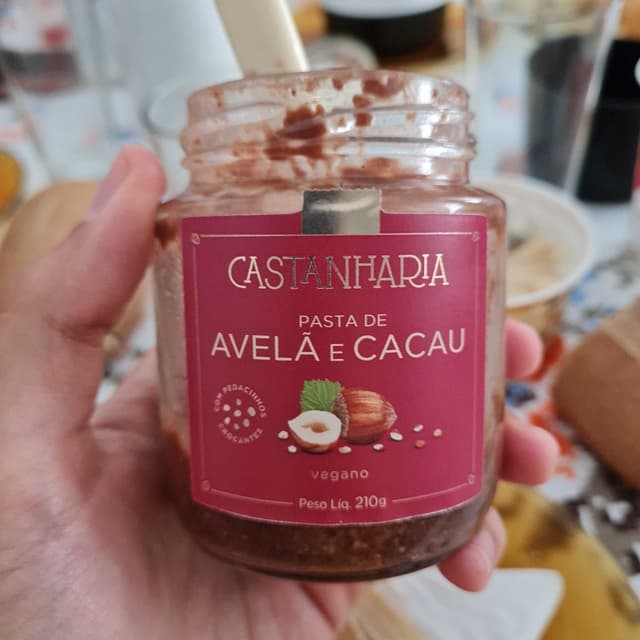 CASTANHARIA
PASTA DE
AVELÃ E CACAU
COM PEDACINHOS
CROCANTES
vegano
Peso Líq. 210g